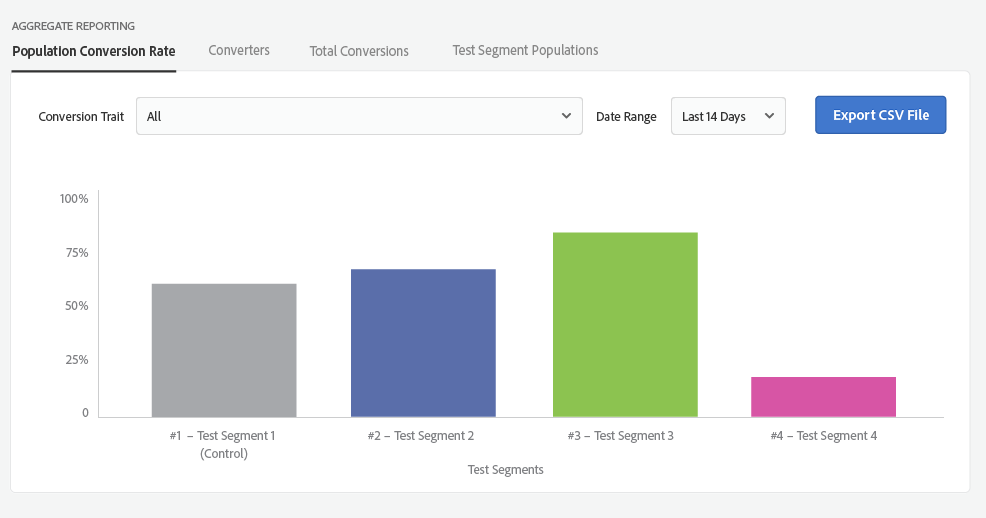 AGGREGATE REPORTING
Population Conversion Rate Converters Total Conversions Test Segment Populations
Conversion Trait All Date Range Last 14 Days Export CSV File
100%
75%
50%
25%
0
#1 – Test Segment 1 #2 – Test Segment 2 #3 – Test Segment 3 #4 – Test Segment 4
(Control)
Test Segments